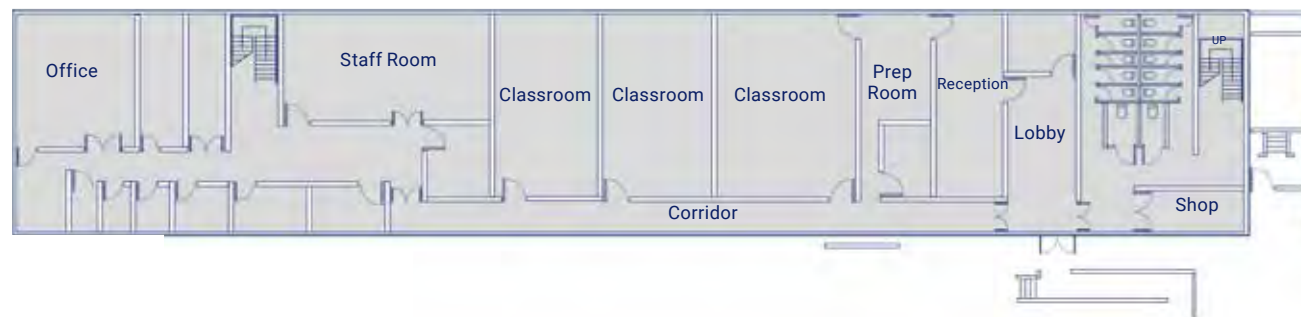 Office
Staff Room
Classroom
Classroom
Classroom
Prep
Room
Reception
Lobby
UP
Corridor
Shop